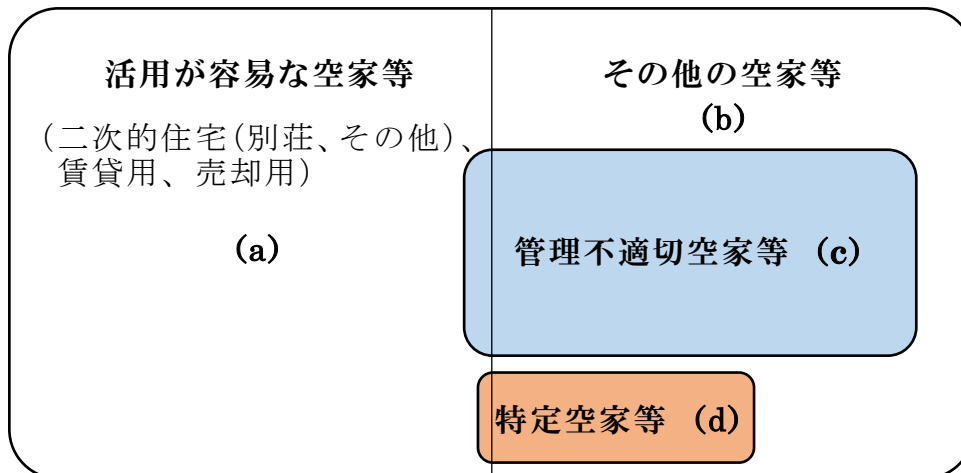 活用が容易な空家等
(二次的住宅(別荘、その他)、
賃貸用、売却用)
(a)
その他の空家等
(b)
管理不適切空家等 (c)
特定空家等 (d)